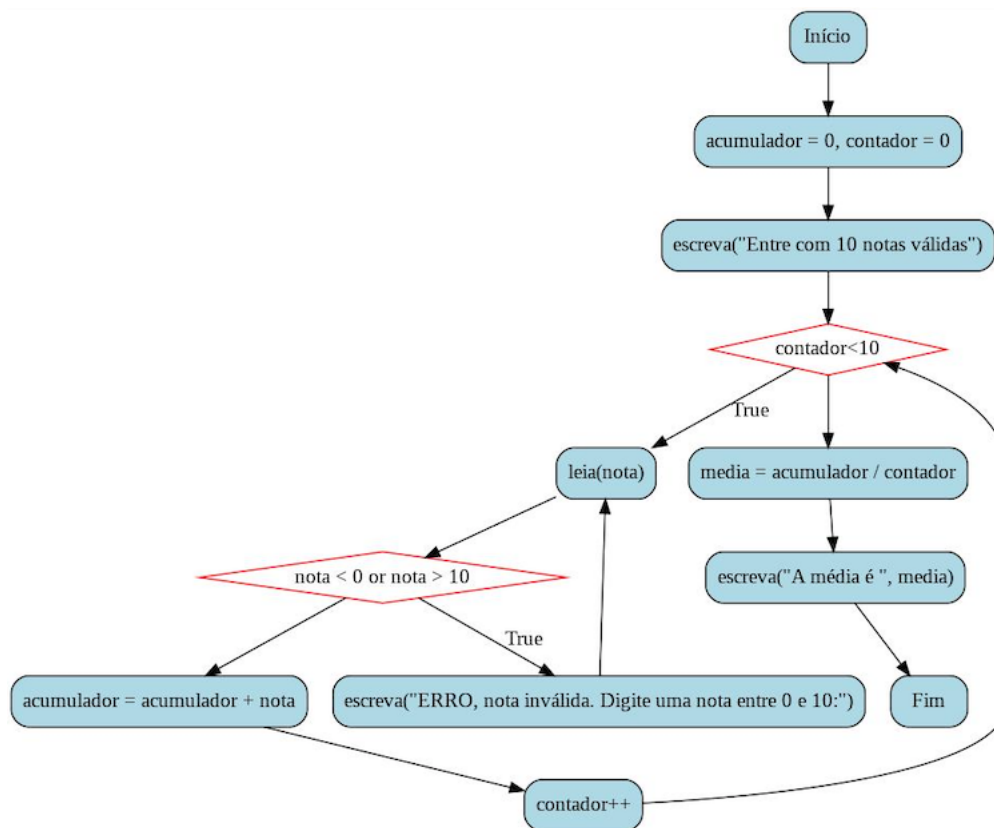 Início
acumulador = 0, contador = 0
escreva("Entre com 10 notas válidas")
contador<10
True
leia(nota)
media = acumulador / contador
nota < 0 or nota > 10
escreva("A média é ", media)
True
acumulador = acumulador + nota
escreva("ERRO, nota inválida. Digite uma nota entre 0 e 10:")
Fim
contador++